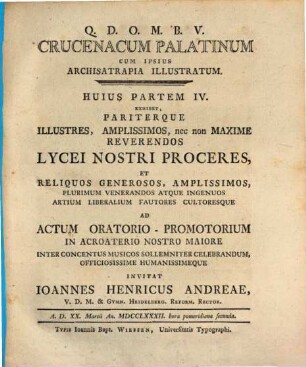 Q. D. O. M. B. V.
CRUCENACUM PALATINUM
CUM IPSIUS
ARCHISATRAPIA ILLUSTRATUM.
HUIUS PARTEM IV.
EXHIBET,
PARITERQUE
ILLUSTRES, AMPLISSIMOS, nec non MAXIME
REVERENDOS
LYCEI NOSTRI PROCERES,
ET
RELIQUOS GENEROSOS, AMPLISSIMOS,
PLURIMUM VENERANDOS ATQUE INGENUOS
ARTIUM LIBERALIUM FAUTORES CULTORESQUE
AD
ACTUM ORATORIO - PROMOTORIUM
IN ACROATERIO NOSTRO MAIORE
INTER CONCENTUS MUSICOS SOLLEMNITER CELEBRANDUM,
OFFICIOSISSIME HUMANISSIMEQUE
INVITAT
IOANNES HENRICUS ANDREAE,
V. D. M. & GYMN. HEIDELBERG. REFORM. RECTOR.
A. D. XX. Martii An. MDCCLXXXII. hora pomeridiana secunda.
Typis Ioannis Bapt. WIESEN, Universitatis Typographi.